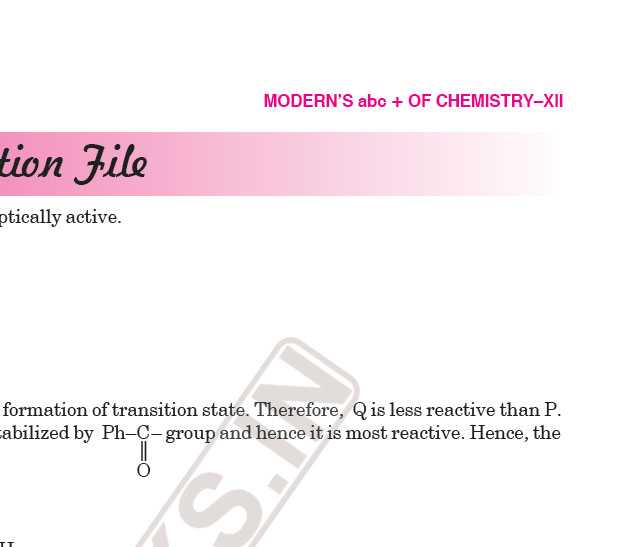 MODERN'S abc + OF CHEMISTRY–XII
tion File
ptically active.
formation of transition state. Therefore, Q is less reactive than P.
tabilized by Ph–C– group and hence it is most reactive. Hence, the
||
O
KS.IN
H